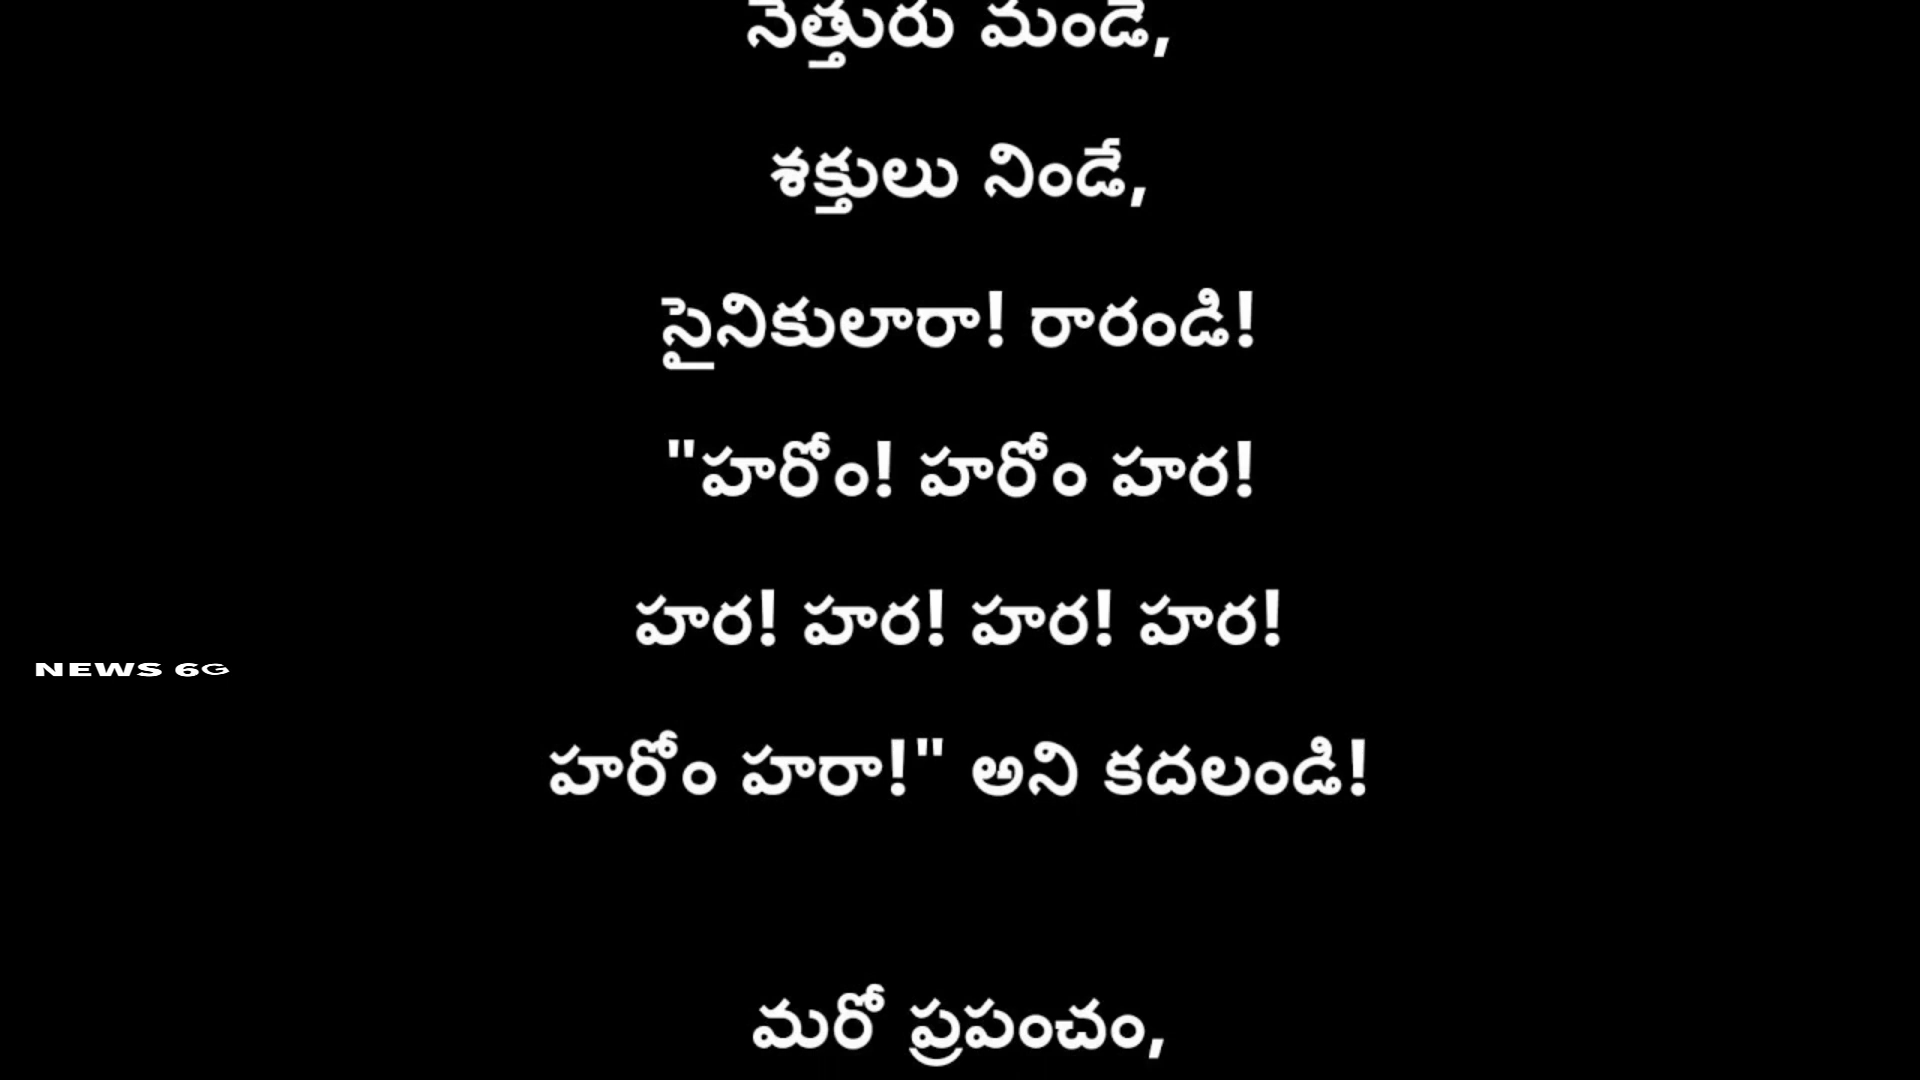 నెత్తురు మండే,
శక్తులు నిండే,
సైనికులారా! రారండి!
"హరోం! హరోం హర!
హర! హర! హర! హర!
NEWS 6G
హరోం హరా!" అని కదలండి!
మరో ప్రపంచం,